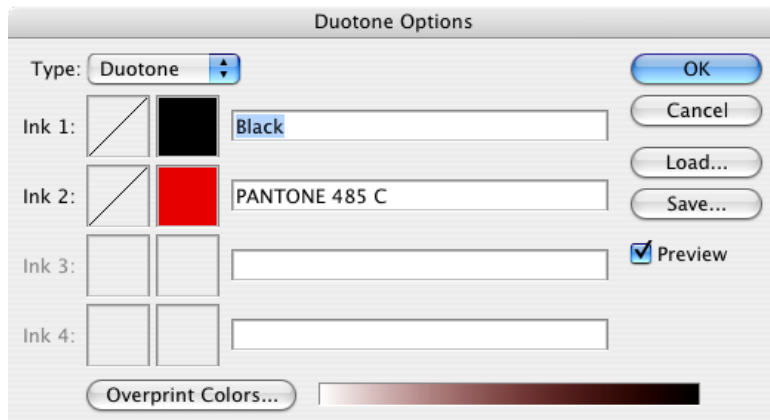 Duotone Options
Type: Duotone
OK
Ink 1: Black
Cancel
Load...
Ink 2: PANTONE 485 C
Save...
Ink 3:
Preview
Ink 4:
Overprint Colors...